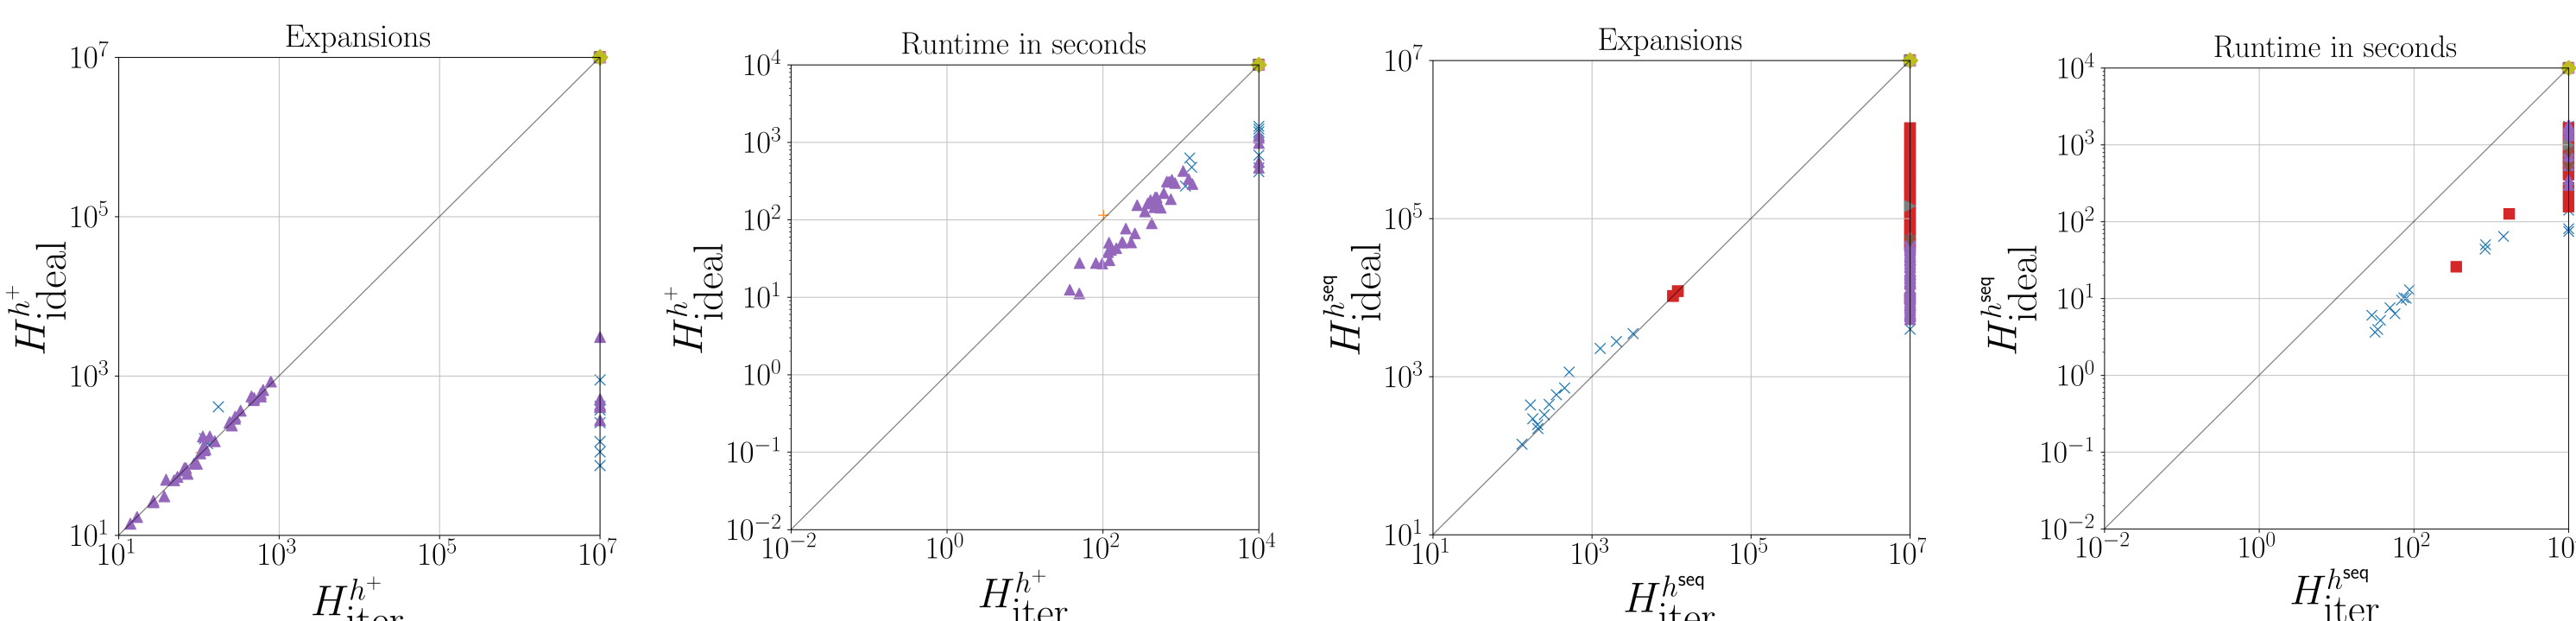 Expansions
10^7
10^5
10^3
10^1
10^1 10^3 10^5 10^7
H^{h^+}_{ideal}
H^{h^+}_{iter}
Runtime in seconds
10^4
10^3
10^2
10^1
10^0
10^{−1}
10^{−2}
10^{−2} 10^0 10^2 10^4
H^{h^+}_{ideal}
H^{h^+}_{iter}
Expansions
10^7
10^5
10^3
10^1
10^1 10^3 10^5 10^7
H^{h^{seq}}_{ideal}
H^{h^{seq}}_{iter}
Runtime in seconds
10^4
10^3
10^2
10^1
10^0
10^{−1}
10^{−2}
10^{−2} 10^0 10^2 10
H^{h^{seq}}_{ideal}
H^{h^{seq}}_{iter}